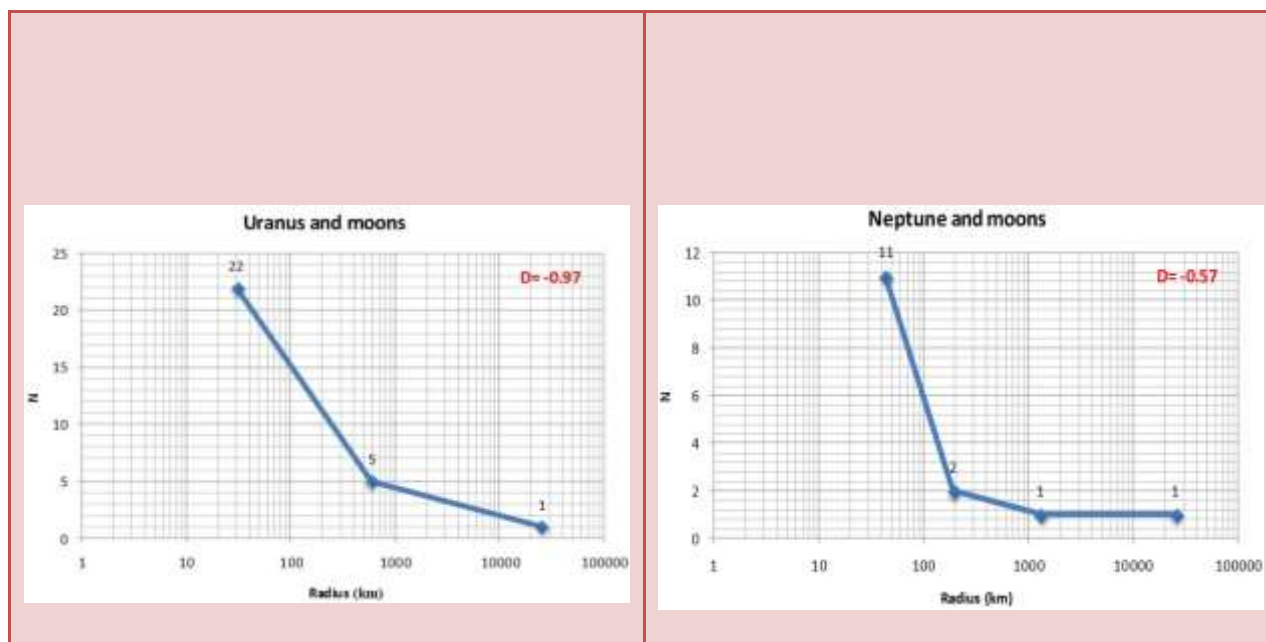 Uranus and moons
25
20
15
10
5
0
N
22
5
1
D= -0.97
1 10 100 1000 10000 100000
Radius (km)
Neptune and moons
12
10
8
6
4
2
0
N
11
2
1
1
D= -0.57
1 10 100 1000 10000 100000
Radius (km)